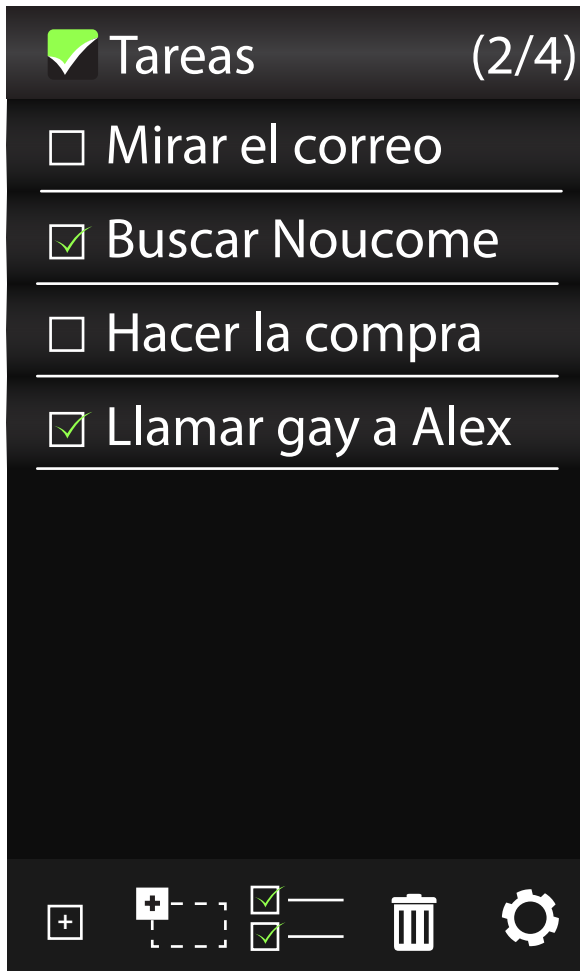 Tareas (2/4)
Mirar el correo
Buscar Noucome
Hacer la compra
Llamar gay a Alex